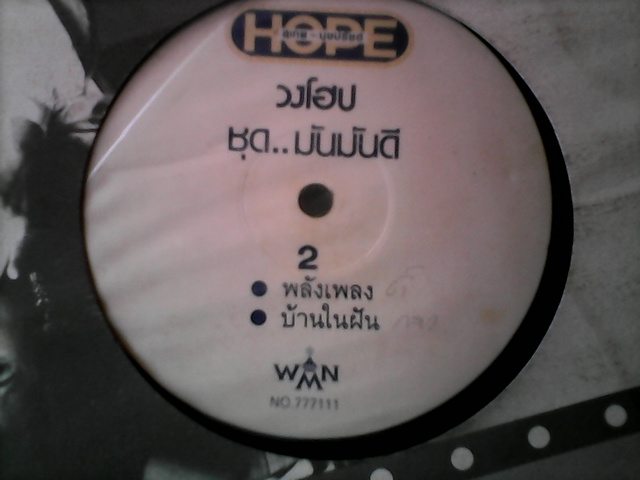 HOPE
วงโฮป
ชุด..มันมันดี
2
พลังเพลง
บ้านในฝัน
WMN
NO.777111